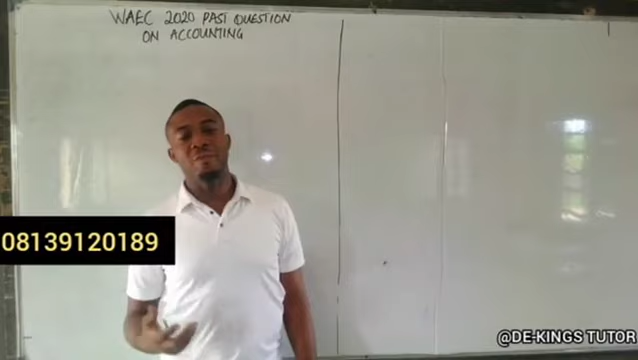 WAEC 2020 PAST QUESTION
ON ACCOUNTING
08139120189
@DE-KINGS TUTOR